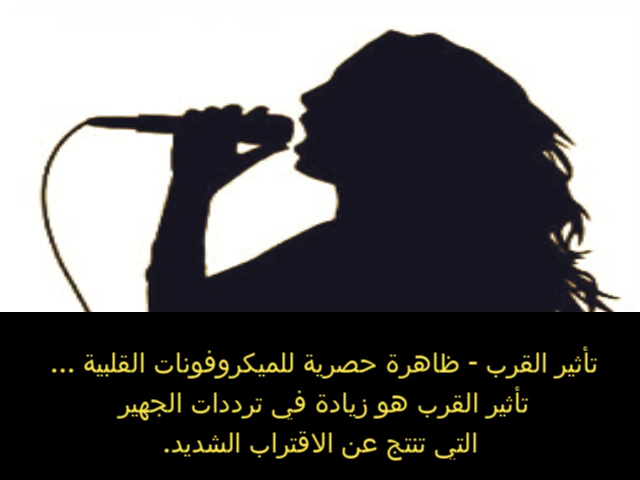 تأثير القرب - ظاهرة حصرية للميكروفونات القلبية ...
تأثير القرب هو زيادة في ترددات الجهير
التي تنتج عن الاقتراب الشديد.